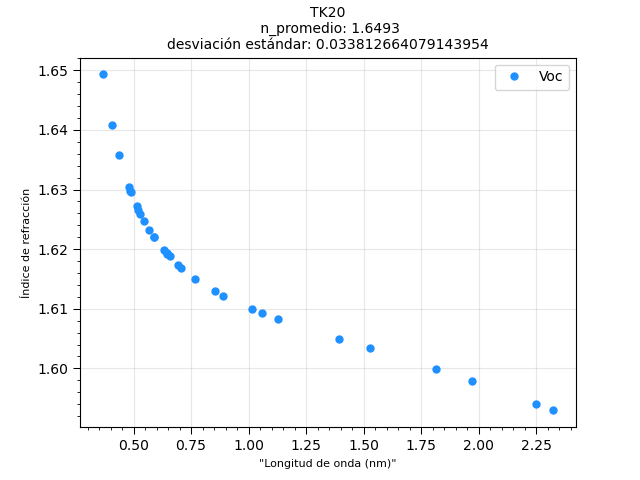 TK20
n_promedio: 1.6493
desviación estándar: 0.033812664079143954
Voc
1.65
1.64
1.63
1.62
1.61
1.60
Índice de refracción
0.50 0.75 1.00 1.25 1.50 1.75 2.00 2.25
"Longitud de onda (nm)"